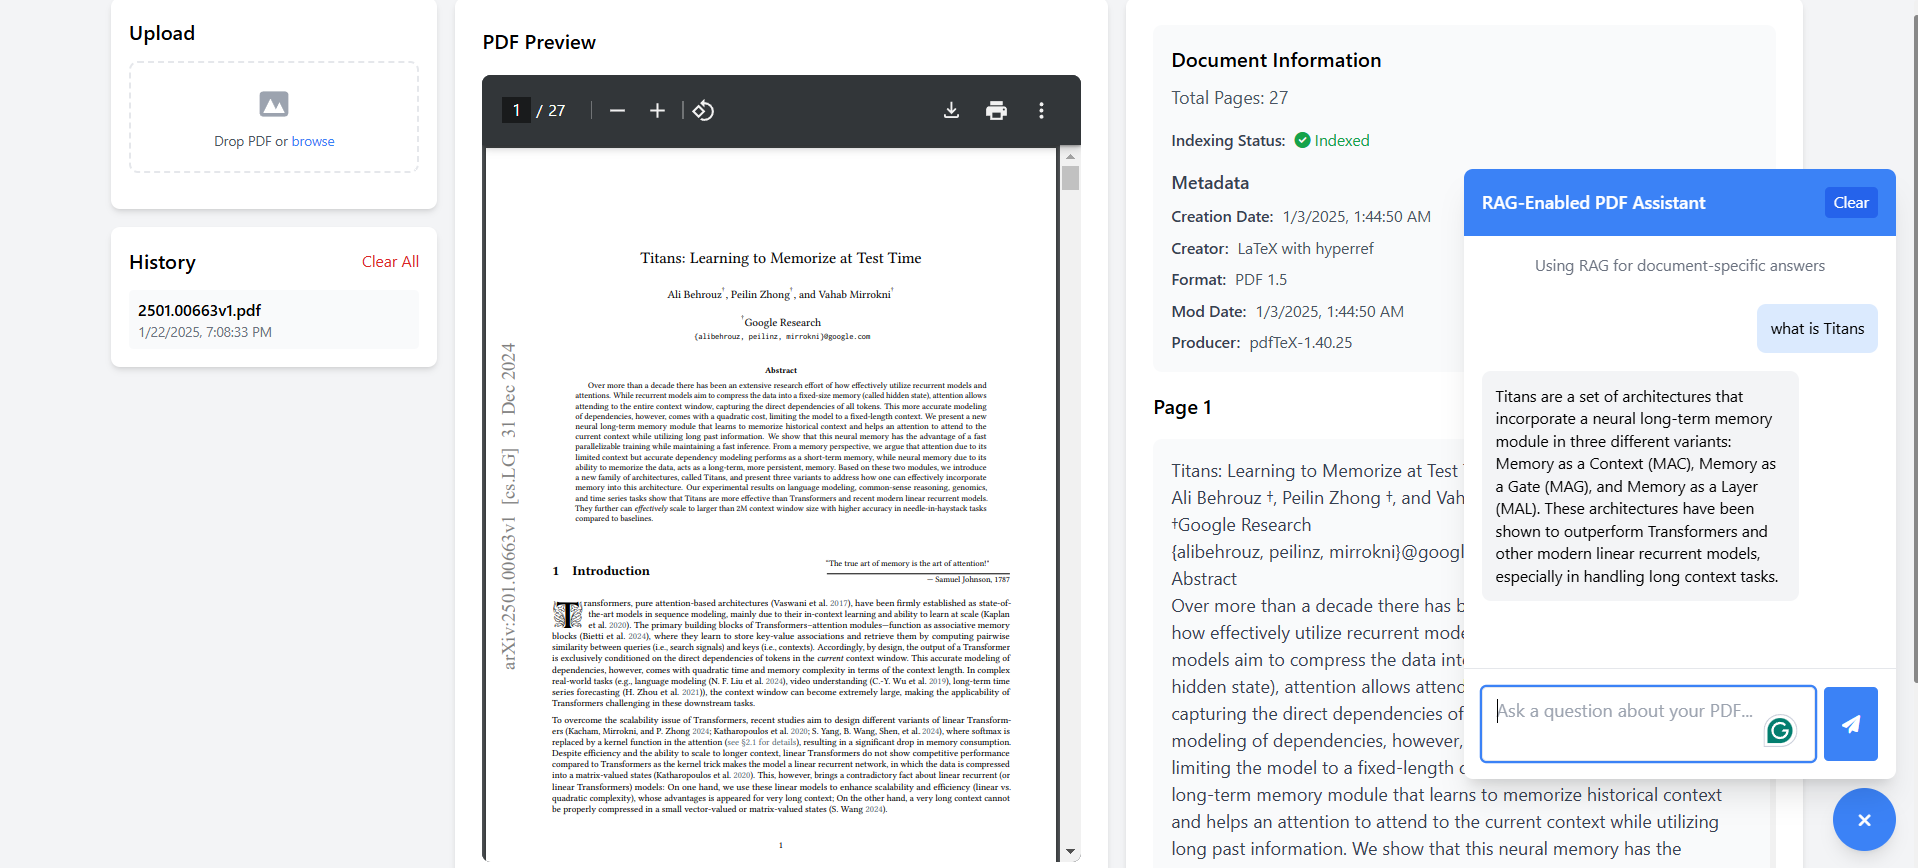 Upload
Drop PDF or browse
History
Clear All
2501.00663v1.pdf
1/22/2025, 7:08:33 PM
PDF Preview
1 / 27
Titans: Learning to Memorize at Test Time
Ali Behrouz†, Peilin Zhong†, and Vahab Mirrokni†
†Google Research
{alibehrouz, peilinz, mirrokni}@google.com
Abstract
Over more than a decade there has been an extensive research effort of how effectively utilize recurrent models and
attentions. While recurrent models aim to compress the data into a fixed-size memory (called hidden state), attention allows
attending to the entire context window, capturing the direct dependencies of all tokens. This more accurate modeling
of dependencies, however, comes with a quadratic cost, limiting the model to a fixed-length context. We present a new
neural long-term memory module that learns to memorize historical context and helps an attention to attend to the
current context while utilizing long past information. We show that this neural memory has the advantage of a fast
parallelizable training while maintaining a fast inference. From a memory perspective, we argue that attention due to its
limited context but accurate dependency modeling performs as a short-term memory, while neural memory due to its
ability to memorize the data, acts as a long-term, more persistent, memory. Based on these two modules, we introduce
a new family of architectures, called Titans, and present three variants to address how one can effectively incorporate
memory into this architecture. Our experimental results on language modeling, common-sense reasoning, genomics,
and time series tasks show that Titans are more effective than Transformers and recent modern linear recurrent models.
They further can effectively scale to larger than 2M context window size with higher accuracy in needle-in-haystack tasks
compared to baselines.
arXiv:2501.00663v1 [cs.LG] 31 Dec 2024
1 Introduction
"The true art of memory is the art of attention!"
— Samuel Johnson, 1787
Transformers, pure attention-based architectures (Vaswani et al. 2017), have been firmly established as state-of-
the-art models in sequence modeling, mainly due to their in-context learning and ability to learn at scale (Kaplan
et al. 2020). The primary building blocks of Transformers–attention modules—function as associative memory
blocks (Bietti et al. 2024), where they learn to store key-value associations and retrieve them by computing pairwise
similarity between queries (i.e., search signals) and keys (i.e., contexts). Accordingly, by design, the output of a Transformer
is exclusively conditioned on the direct dependencies of tokens in the current context window. This accurate modeling of
dependencies, however, comes with quadratic time and memory complexity in terms of the context length. In complex
real-world tasks (e.g., language modeling (N. F. Liu et al. 2024), video understanding (C.-Y. Wu et al. 2019), long-term time
series forecasting (H. Zhou et al. 2021)), the context window can become extremely large, making the applicability of
Transformers challenging in these downstream tasks.
To overcome the scalability issue of Transformers, recent studies aim to design different variants of linear Transform-
ers (Kacham, Mirrokni, and P. Zhong 2024; Katharopoulos et al. 2020; S. Yang, B. Wang, Shen, et al. 2024), where softmax is
replaced by a kernel function in the attention (see §2.1 for details), resulting in a significant drop in memory consumption.
Despite efficiency and the ability to scale to longer context, linear Transformers do not show competitive performance
compared to Transformers as the kernel trick makes the model a linear recurrent network, in which the data is compressed
into a matrix-valued states (Katharopoulos et al. 2020). This, however, brings a contradictory fact about linear recurrent (or
linear Transformers) models: On one hand, we use these linear models to enhance scalability and efficiency (linear vs.
quadratic complexity), whose advantages is appeared for very long context; On the other hand, a very long context cannot
be properly compressed in a small vector-valued or matrix-valued states (S. Wang 2024).
1
Document Information
Total Pages: 27
Indexing Status: Indexed
Metadata
Creation Date: 1/3/2025, 1:44:50 AM
Creator: LaTeX with hyperref
Format: PDF 1.5
Mod Date: 1/3/2025, 1:44:50 AM
Producer: pdfTeX-1.40.25
Page 1
Titans: Learning to Memorize at Test
Ali Behrouz †, Peilin Zhong †, and Vah
†Google Research
{alibehrouz, peilinz, mirrokni}@googl
Abstract
Over more than a decade there has b
how effectively utilize recurrent mode
models aim to compress the data int
hidden state), attention allows attend
capturing the direct dependencies of
modeling of dependencies, however,
limiting the model to a fixed-length c
long-term memory module that learns to memorize historical context
and helps an attention to attend to the current context while utilizing
long past information. We show that this neural memory has the
RAG-Enabled PDF Assistant
Clear
Using RAG for document-specific answers
what is Titans
Titans are a set of architectures that
incorporate a neural long-term memory
module in three different variants:
Memory as a Context (MAC), Memory as
a Gate (MAG), and Memory as a Layer
(MAL). These architectures have been
shown to outperform Transformers and
other modern linear recurrent models,
especially in handling long context tasks.
Ask a question about your PDF...